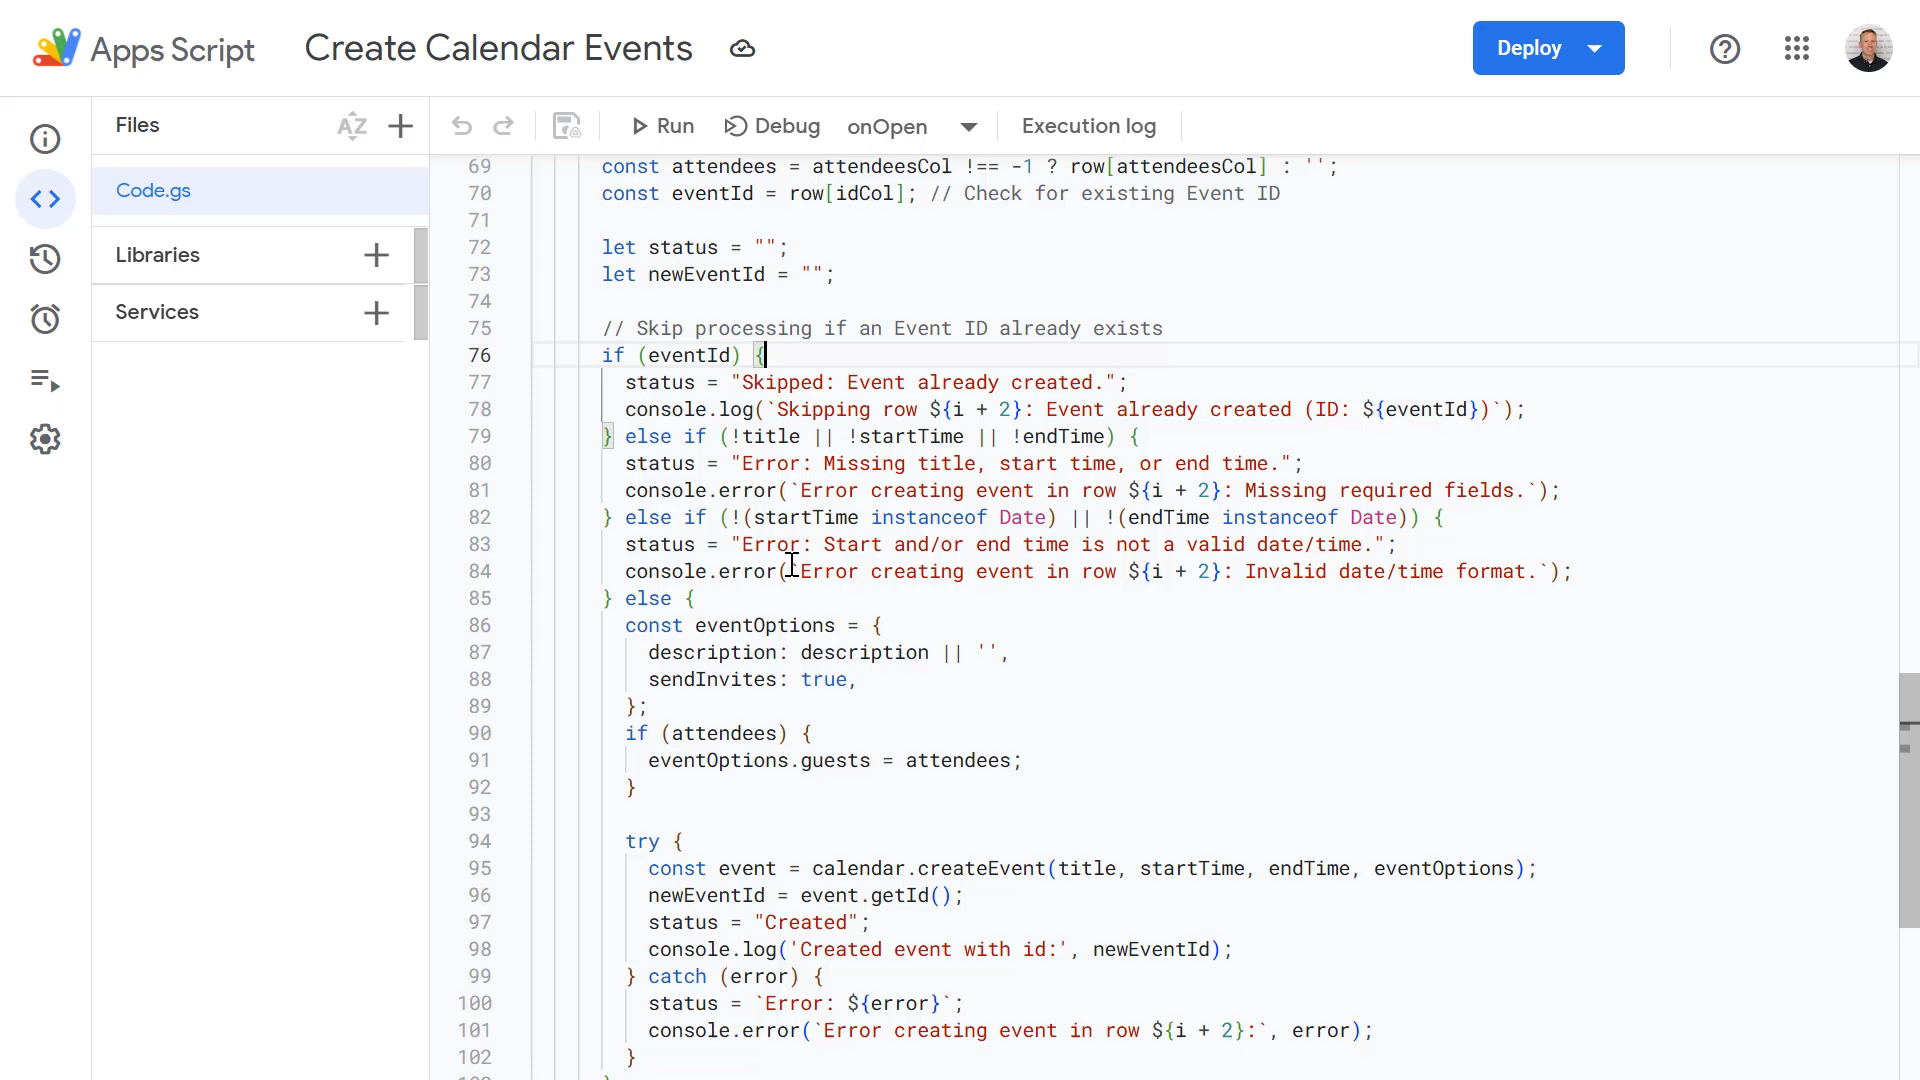 Apps Script
Create Calendar Events
Deploy
Files
AZ
Run
Debug
onOpen
Execution log
Code.gs
Libraries
Services
69 const attendees = attendeesCol !== -1 ? row[attendeesCol] : '';
70 const eventId = row[idCol]; // Check for existing Event ID
71
72 let status = "";
73 let newEventId = "";
74
75 // Skip processing if an Event ID already exists
76 if (eventId) {
77 status = "Skipped: Event already created.";
78 console.log(`Skipping row ${i + 2}: Event already created (ID: ${eventId})`);
79 } else if (!title || !startTime || !endTime) {
80 status = "Error: Missing title, start time, or end time.";
81 console.error(`Error creating event in row ${i + 2}: Missing required fields.`);
82 } else if (!(startTime instanceof Date) || !(endTime instanceof Date)) {
83 status = "Error: Start and/or end time is not a valid date/time.";
84 console.error(`Error creating event in row ${i + 2}: Invalid date/time format.`);
85 } else {
86 const eventOptions = {
87 description: description || '',
88 sendInvites: true,
89 };
90 if (attendees) {
91 eventOptions.guests = attendees;
92 }
93
94 try {
95 const event = calendar.createEvent(title, startTime, endTime, eventOptions);
96 newEventId = event.getId();
97 status = "Created";
98 console.log('Created event with id:', newEventId);
99 } catch (error) {
100 status = `Error: ${error}`;
101 console.error(`Error creating event in row ${i + 2}:`, error);
102 }